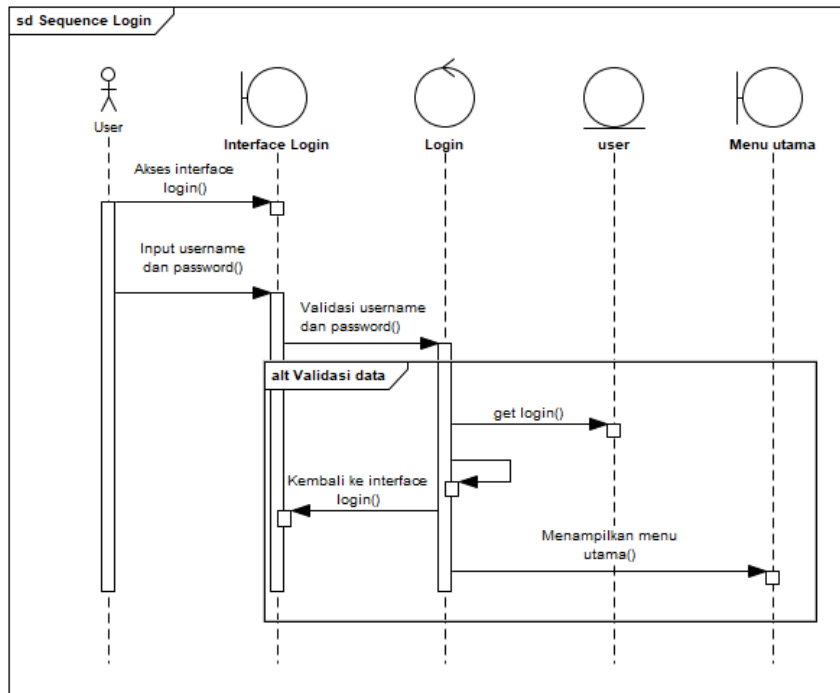 sd Sequence Login
User
Interface Login
Login
user
Menu utama
Akses interface
login()
Input username
dan password()
Validasi username
dan password()
alt Validasi data
get login()
Kembali ke interface
login()
Menampilkan menu
utama()